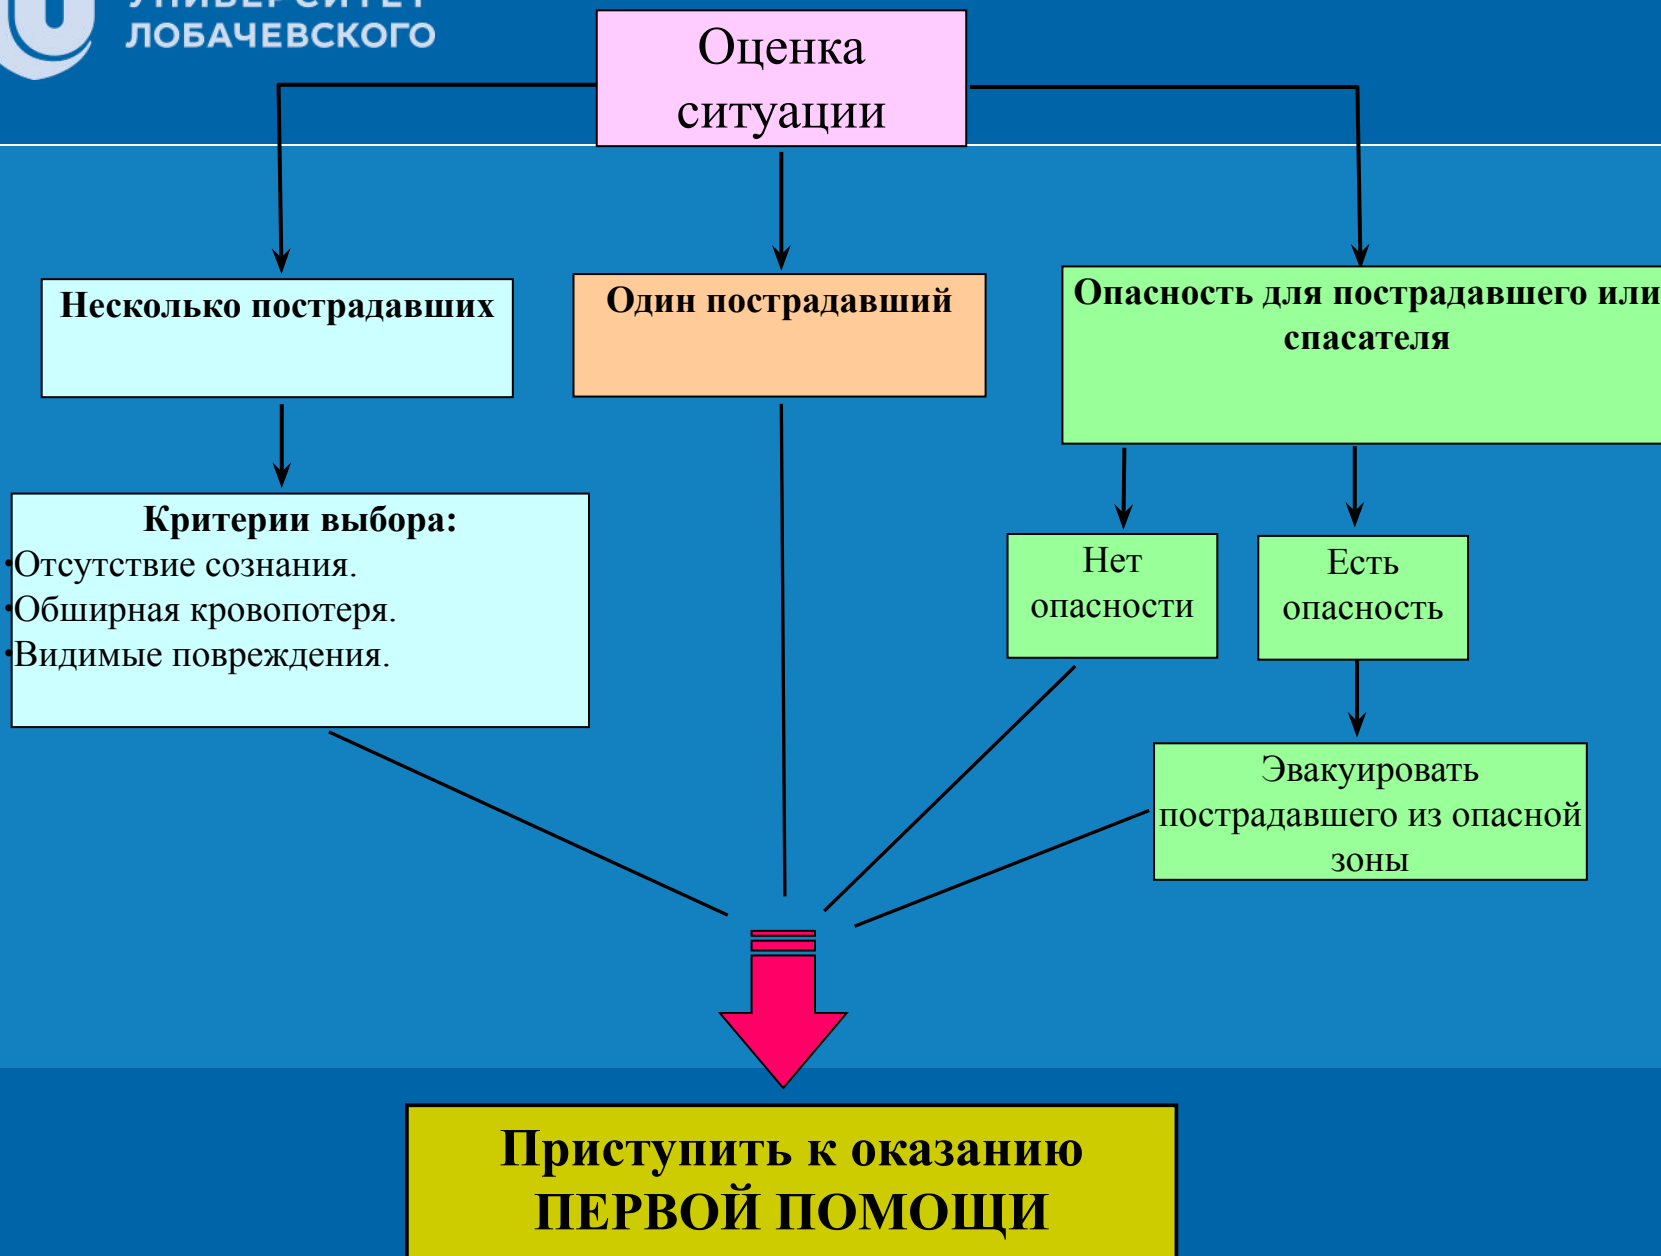 УНИВЕРСИТЕТ
ЛОБАЧЕВСКОГО
Оценка
ситуации
Несколько пострадавших
Один пострадавший
Опасность для пострадавшего или
спасателя
Критерии выбора:
·Отсутствие сознания.
·Обширная кровопотеря.
·Видимые повреждения.
Нет
опасности
Есть
опасность
Эвакуировать
пострадавшего из опасной
зоны
Приступить к оказанию
ПЕРВОЙ ПОМОЩИ